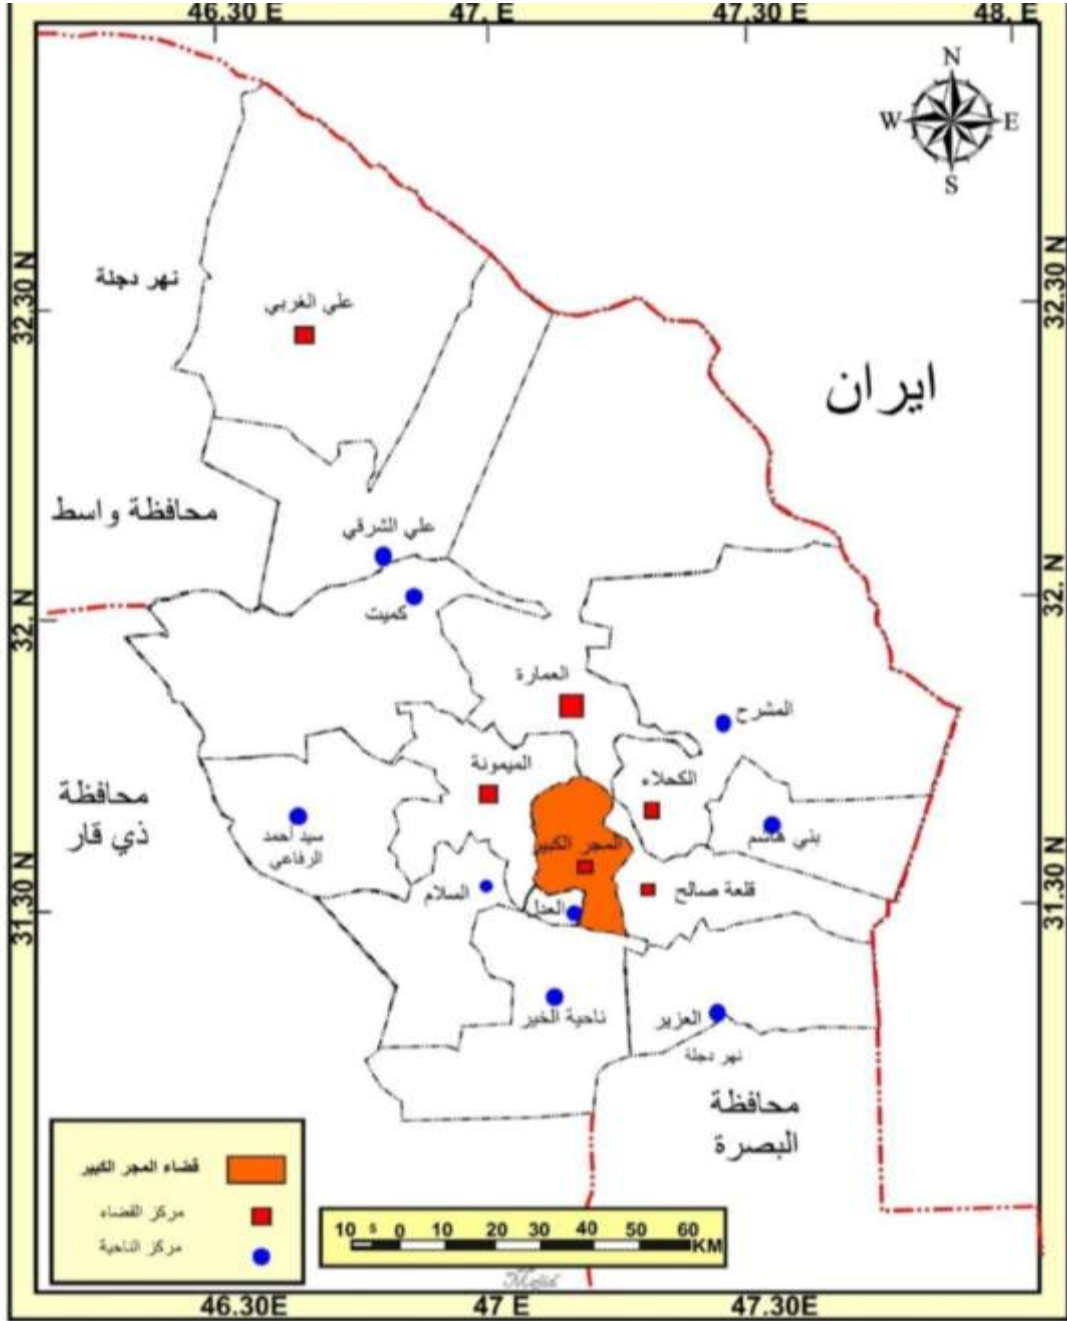 46.30 E
47. E
47.30 E
48. E
N
W
E
S
32.30 N
32.30 N
نهر دجلة
علي الغربي
ايران
محافظة واسط
علي الشرقي
كميت
32. N
32. N
العمارة
المشرح
الميمونة
الكحلاء
محافظة
ذي قار
سيد احمد
الرفاعي
المجر الكبير
بني هاشم
السلام
العدل
قلعة صالح
31.30 N
31.30 N
ناحية الخير
العزير
نهر دجلة
محافظة
البصرة
قضاء المجر الكبير
مركز القضاء
مركز الناحية
10 5 0 10 20 30 40 50 60
KM
Majid
46.30E
47 E
47.30E